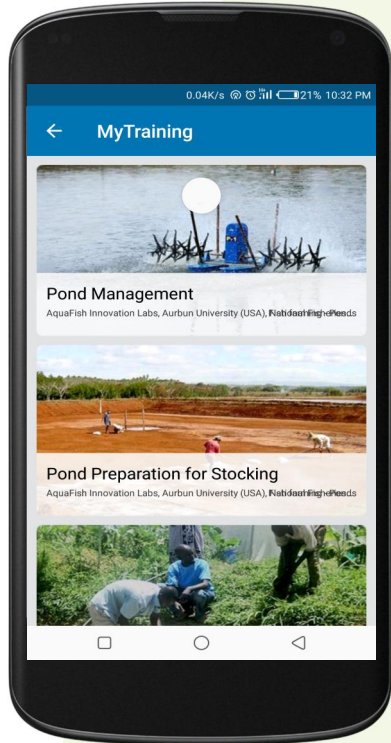 0.04K/s 21% 10:32 PM
MyTraining
Pond Management
AquaFish Innovation Labs, Aurbun University (USA),
Pond Preparation for Stocking
AquaFish Innovation Labs, Aurbun University (USA),